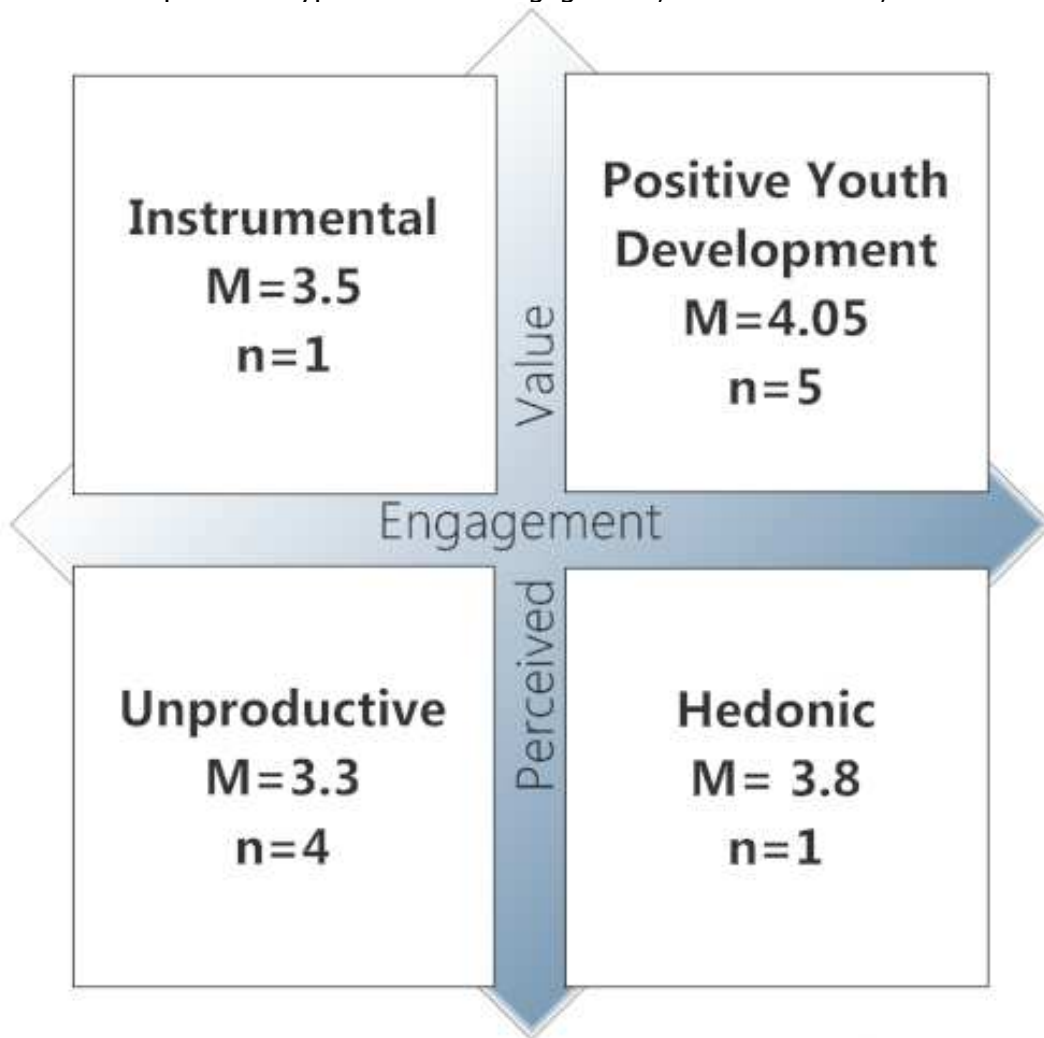 Instrumental
M=3.5
n=1
Positive Youth
Development
M=4.05
n=5
Value
Engagement
Perceived
Unproductive
M=3.3
n=4
Hedonic
M= 3.8
n=1